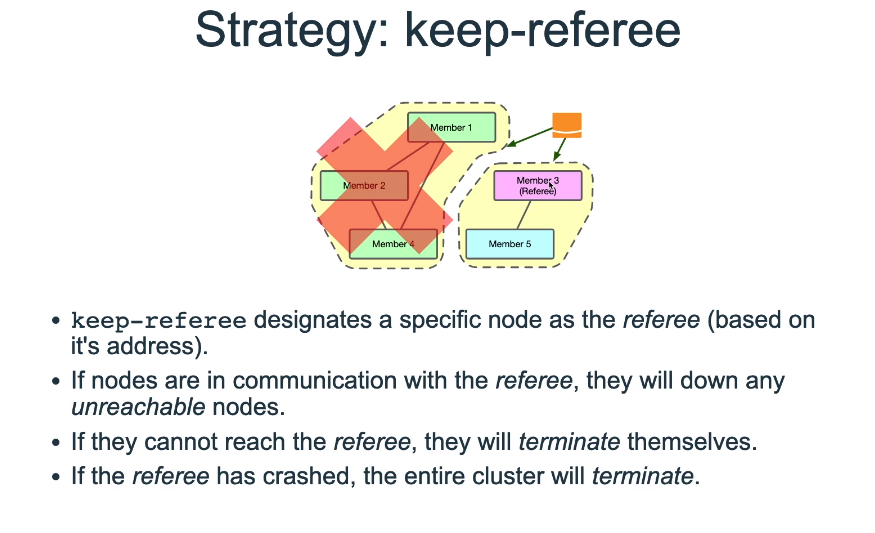 Strategy: keep-referee
Member 1
Member 2
Member 3
(Referee)
Member 4
Member 5
• keep-referee designates a specific node as the referee (based on
it's address).
• If nodes are in communication with the referee, they will down any
unreachable nodes.
• If they cannot reach the referee, they will terminate themselves.
• If the referee has crashed, the entire cluster will terminate.